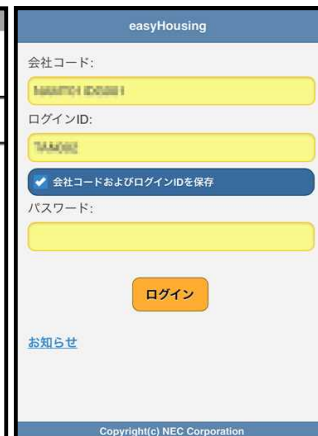 easyHousing
会社コード:
ログインID:
会社コードおよびログインIDを保存
パスワード:
ログイン
お知らせ
Copyright(c) NEC Corporation